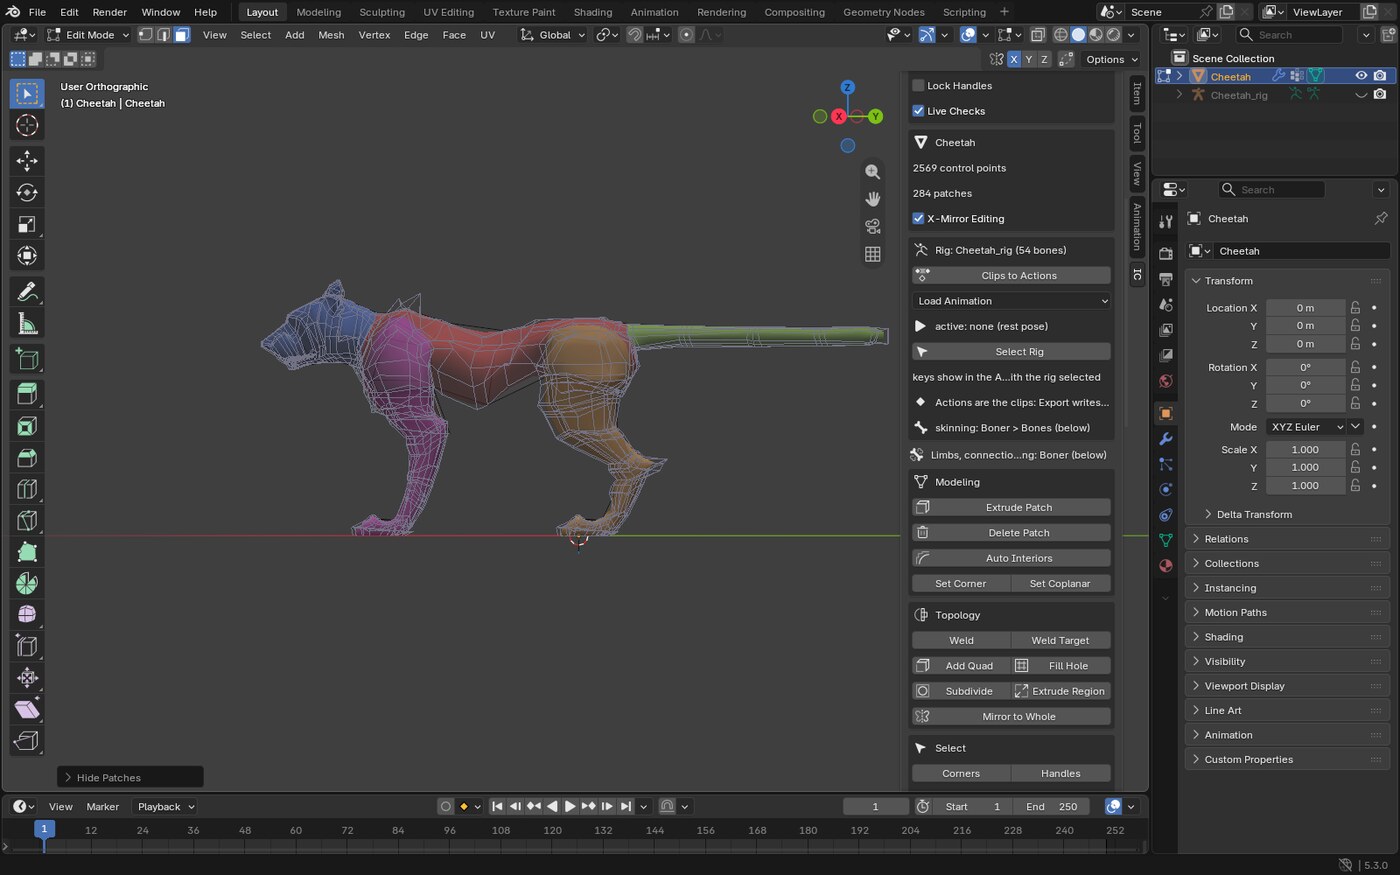 File Edit Render Window Help Layout Modeling Sculpting UV Editing Texture Paint Shading Animation Rendering Compositing Geometry Nodes Scripting + Scene ViewLayer
Edit Mode View Select Add Mesh Vertex Edge Face UV Global
X Y Z Options
User Orthographic
(1) Cheetah | Cheetah
Z
X Y
Hide Patches
Lock Handles
Live Checks
Cheetah
2569 control points
284 patches
X-Mirror Editing
Rig: Cheetah_rig (54 bones)
Clips to Actions
Load Animation
active: none (rest pose)
Select Rig
keys show in the A...ith the rig selected
Actions are the clips: Export writes...
skinning: Boner > Bones (below)
Limbs, connectio...ng: Boner (below)
Modeling
Extrude Patch
Delete Patch
Auto Interiors
Set Corner Set Coplanar
Topology
Weld Weld Target
Add Quad Fill Hole
Subdivide Extrude Region
Mirror to Whole
Select
Corners Handles
Item
Tool
View
Animation
IC
Search
Scene Collection
Cheetah
Cheetah_rig
Search
Cheetah
Cheetah
Transform
Location X 0 m
Y 0 m
Z 0 m
Rotation X 0°
Y 0°
Z 0°
Mode XYZ Euler
Scale X 1.000
Y 1.000
Z 1.000
Delta Transform
Relations
Collections
Instancing
Motion Paths
Shading
Visibility
Viewport Display
Line Art
Animation
Custom Properties
View Marker Playback 1 Start 1 End 250
1 12 24 36 48 60 72 84 96 108 120 132 144 156 168 180 192 204 216 228 240 252
5.3.0